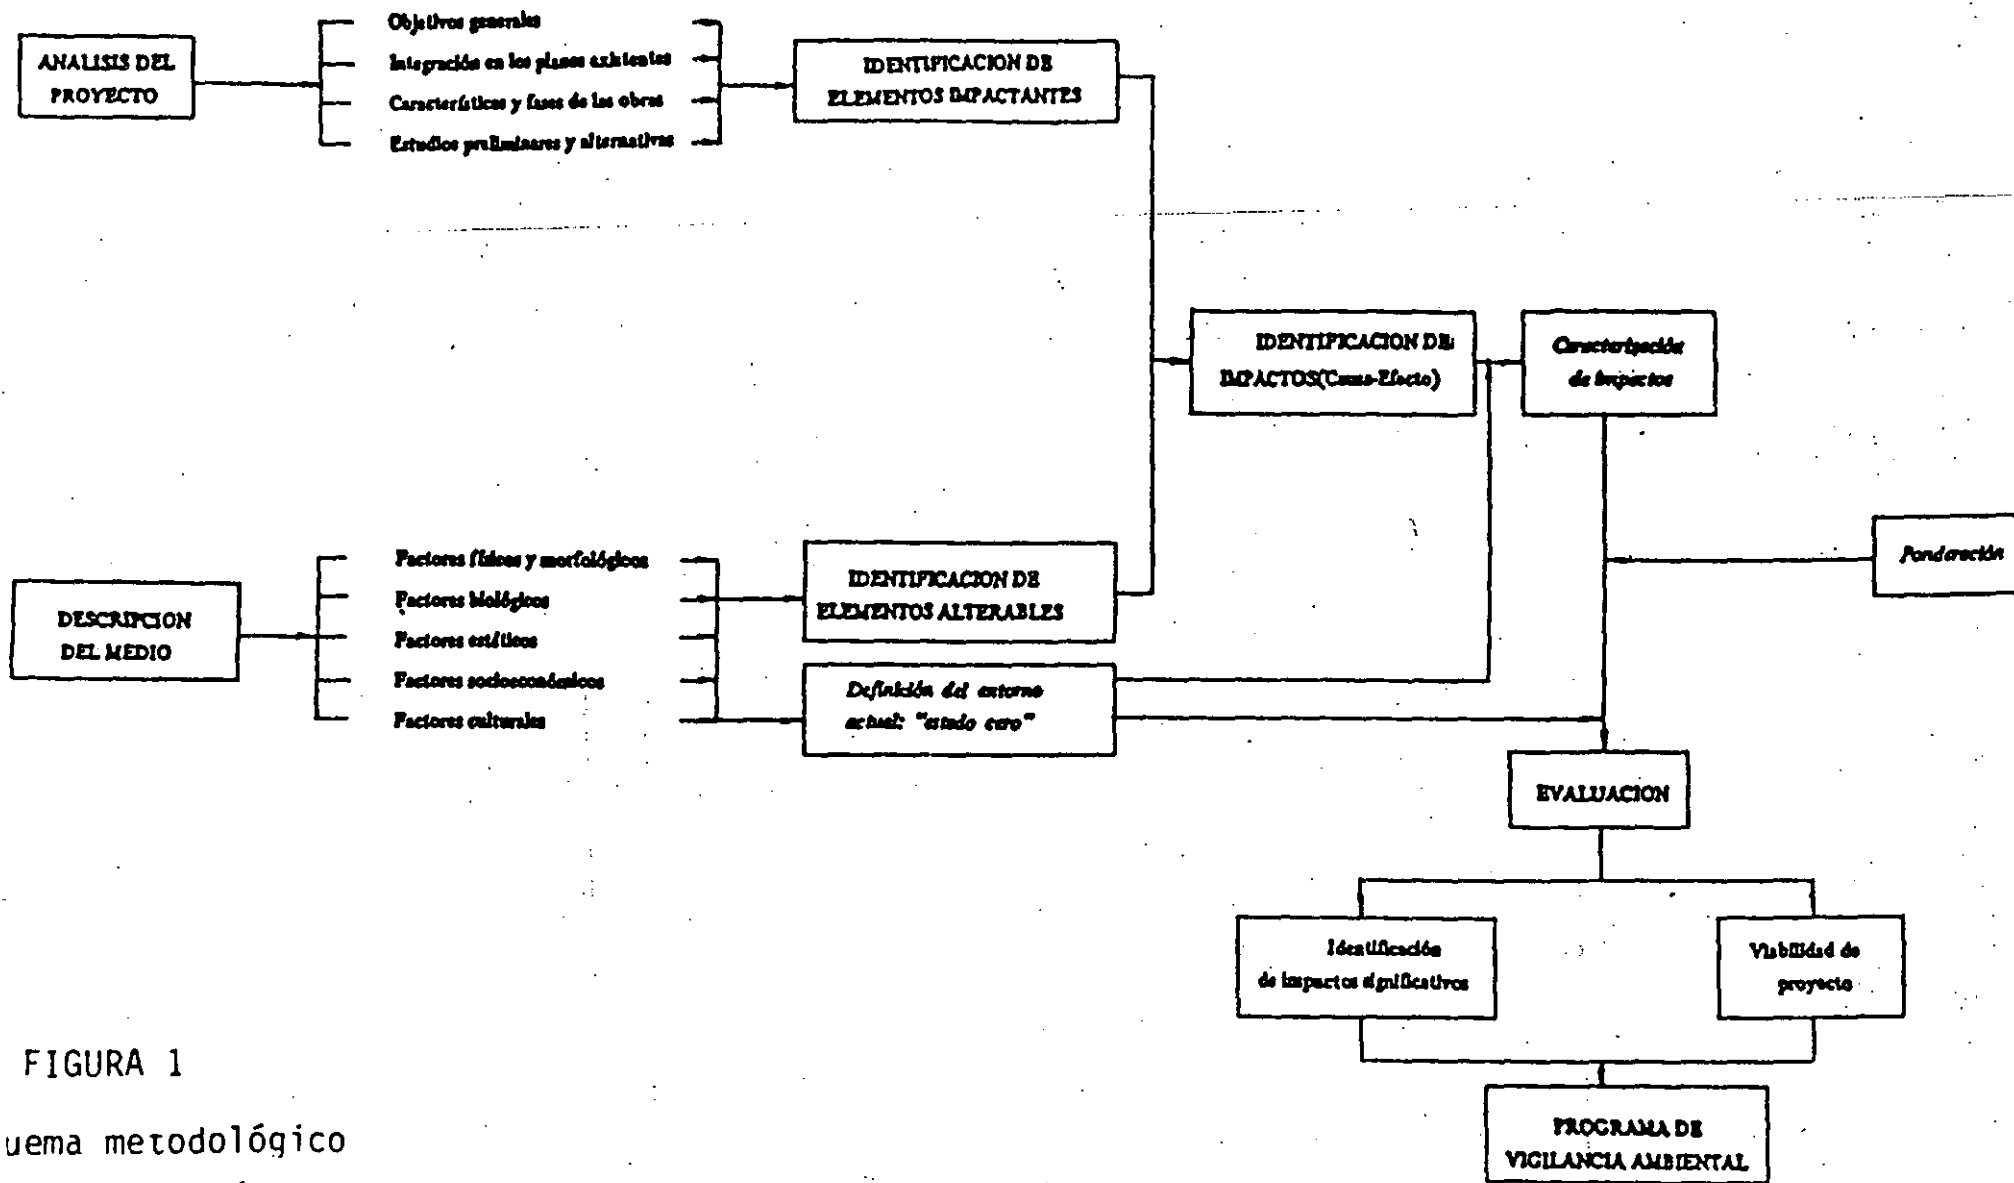 ANALISIS DEL
PROYECTO
Objetivos generales
Integración en los planes existentes
Características y fases de las obras
Estudios preliminares y alternativas
IDENTIFICACION DE
ELEMENTOS IMPACTANTES
IDENTIFICACION DE
IMPACTOS(Causa-Efecto)
Caracterización
de impactos
DESCRIPCION
DEL MEDIO
Factores físicos y morfológicos
Factores biológicos
Factores estéticos
Factores socioeconómicos
Factores culturales
IDENTIFICACION DE
ELEMENTOS ALTERABLES
Definición del entorno
actual: "estado cero"
Ponderación
EVALUACION
Identificación
de impactos significativos
Viabilidad de
proyecto
PROGRAMA DE
VIGILANCIA AMBIENTAL
FIGURA 1
uema metodológico